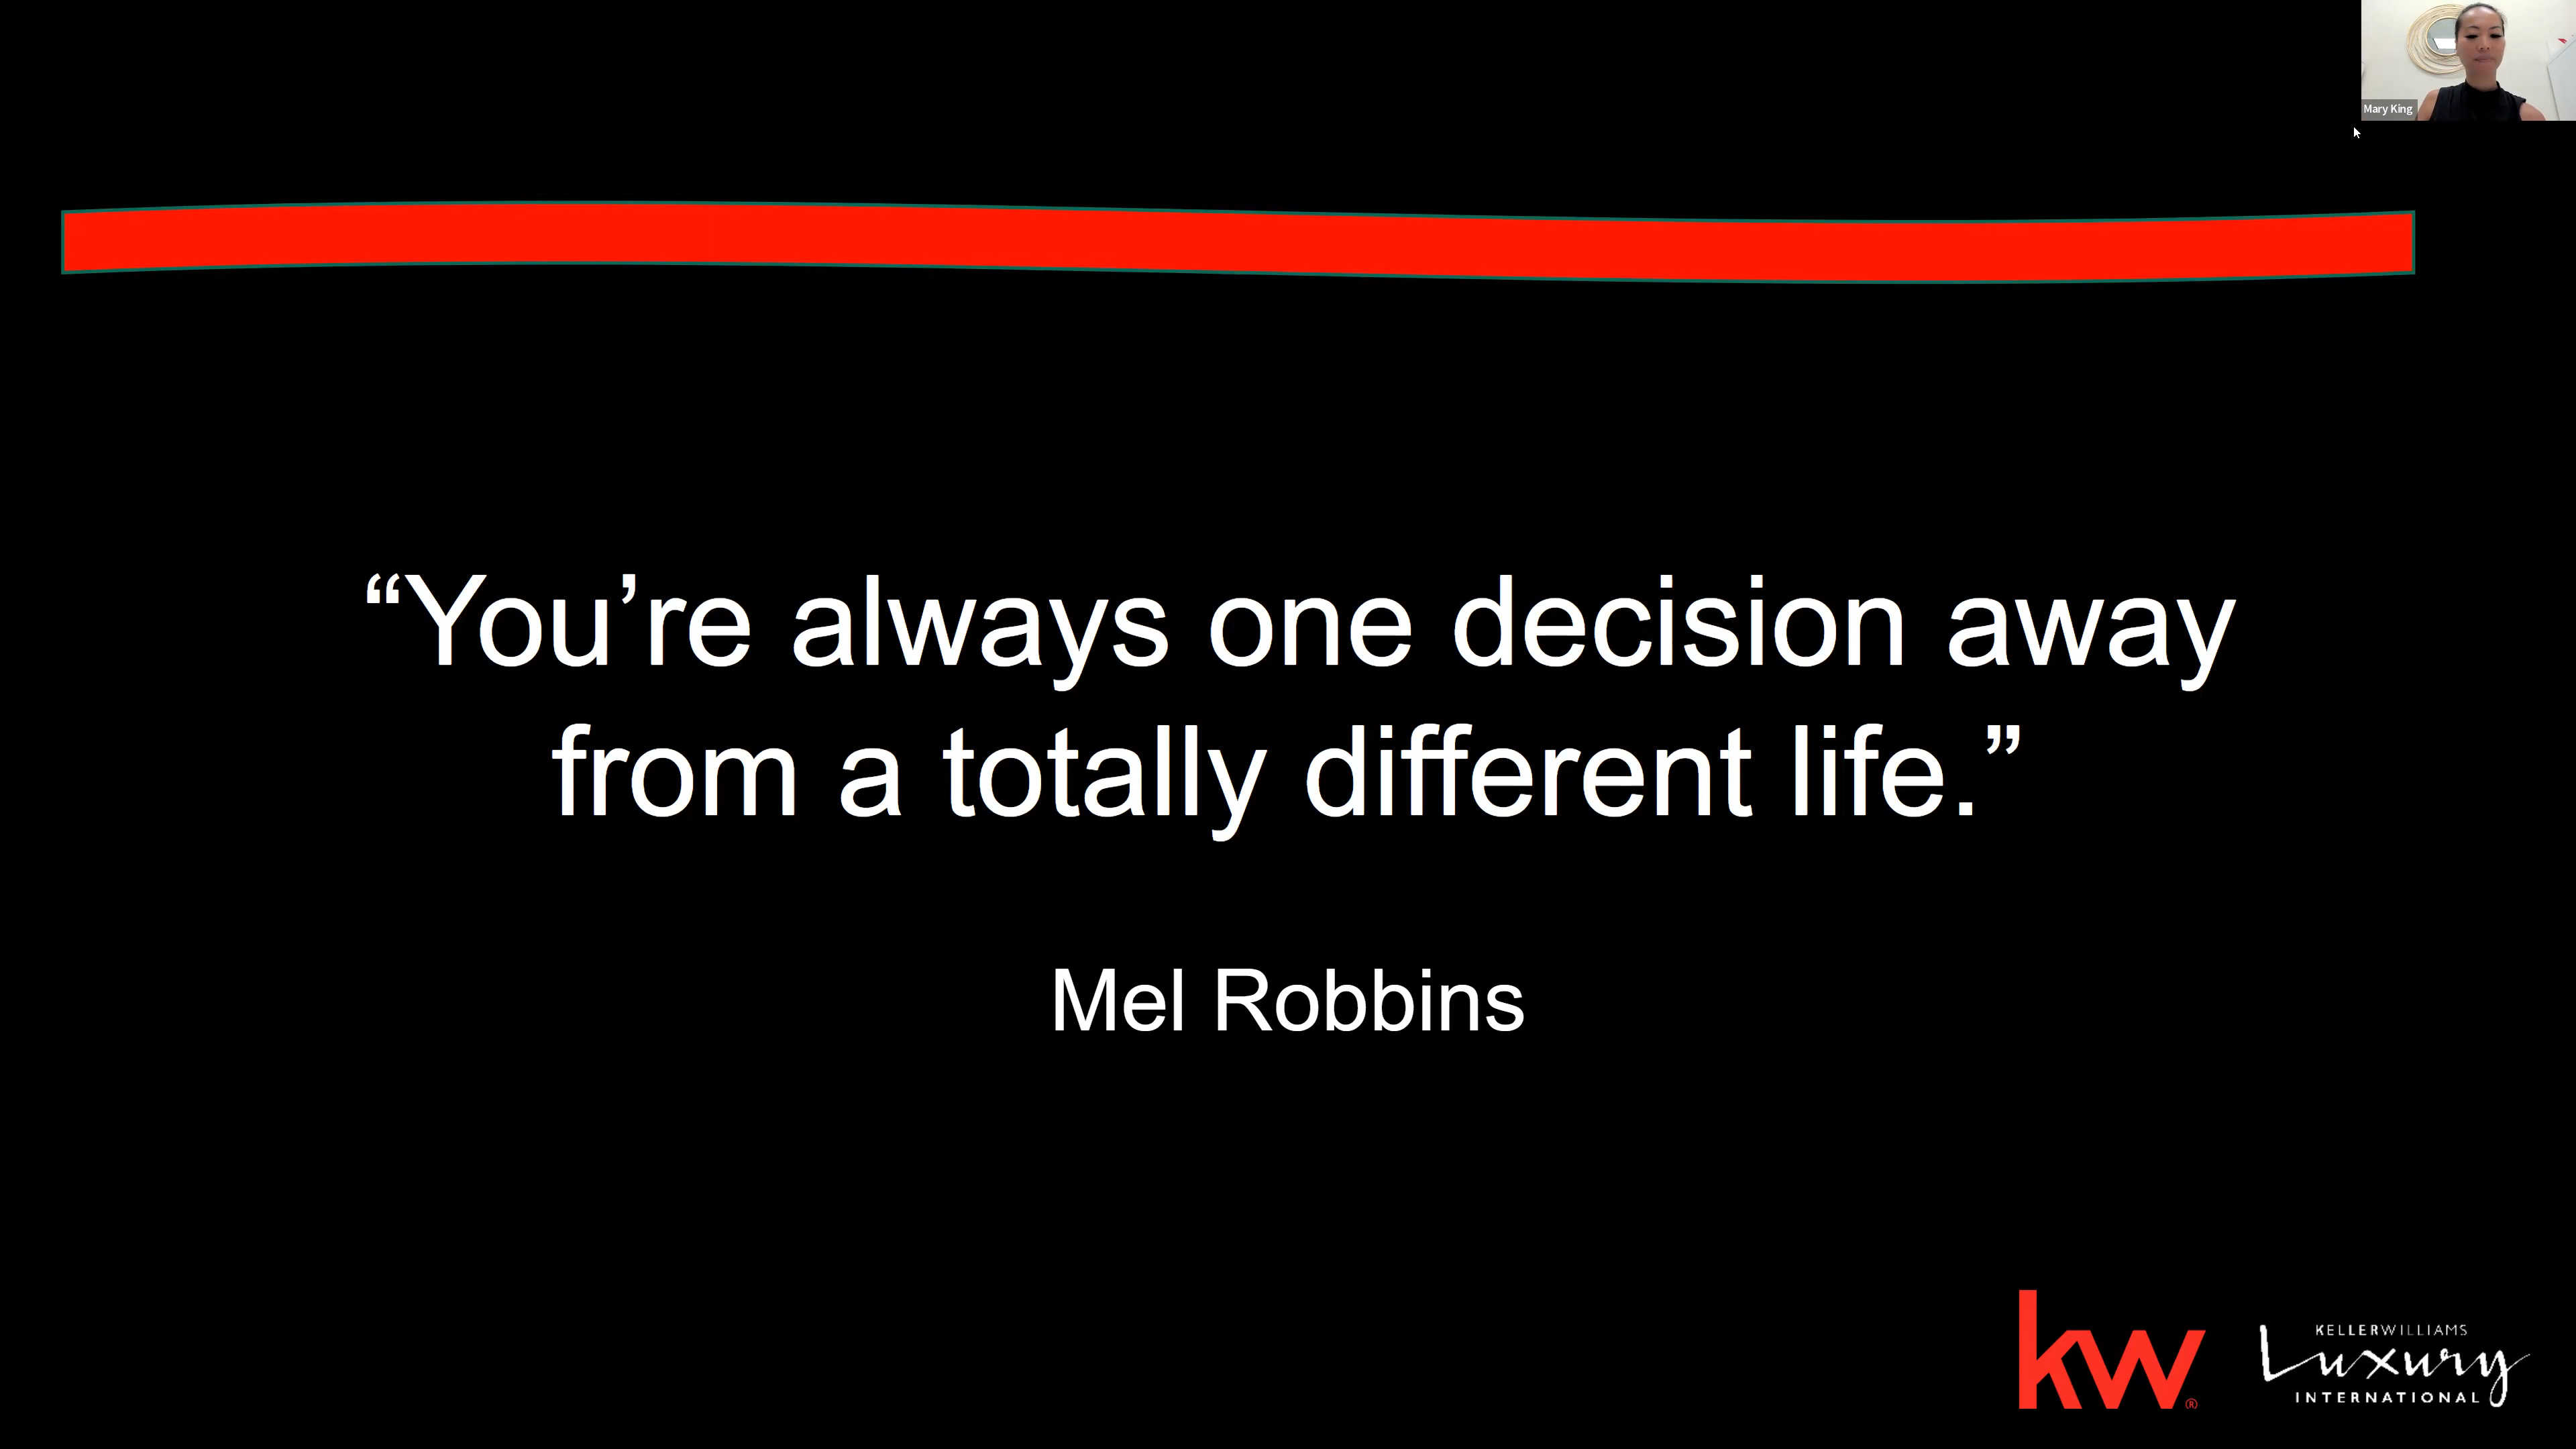 Mary King
“You’re always one decision away
from a totally different life.”
Mel Robbins
kw®
KELLERWILLIAMS
Luxury
INTERNATIONAL